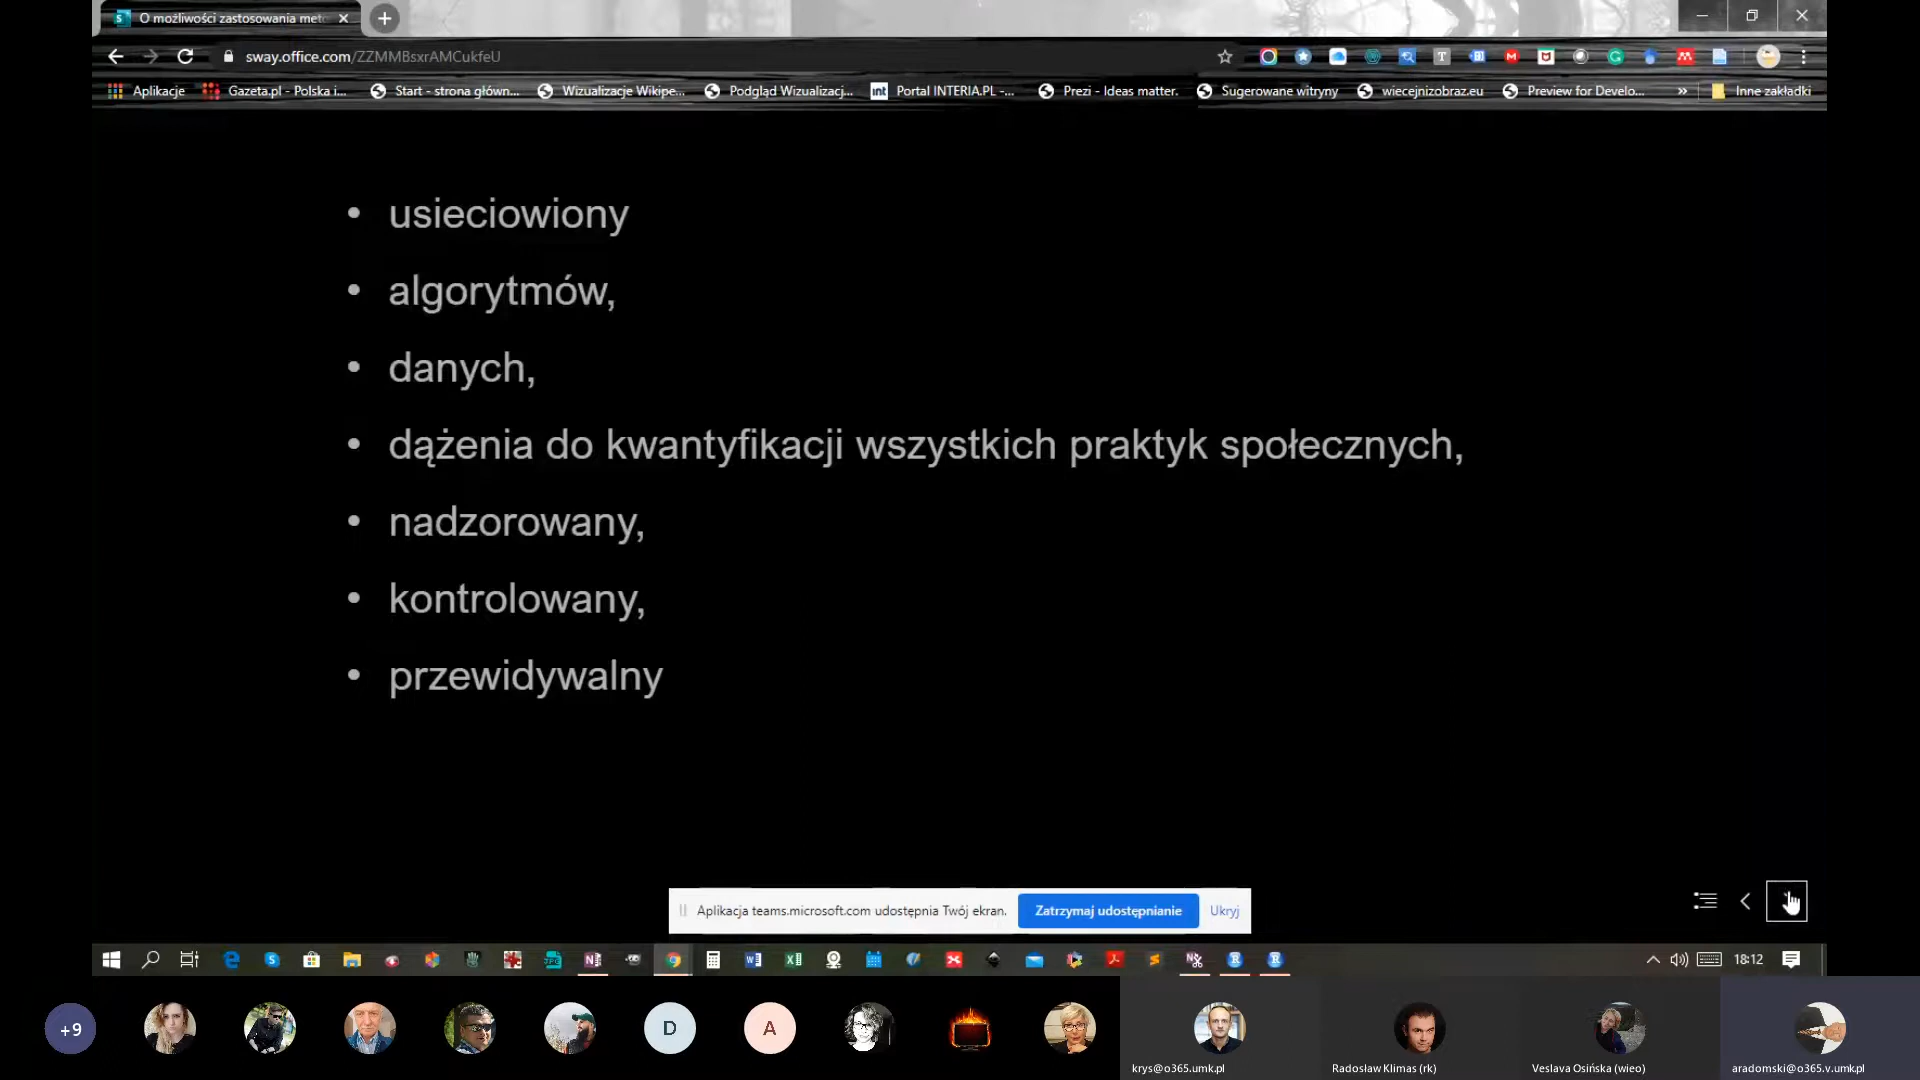 O możliwości zastosowania met
sway.office.com/ZZMMBsxrAMCukfeU
Aplikacje
Gazeta.pl - Polska i...
Start - strona główn...
Wizualizacje Wikipe...
Podgląd Wizualizacj...
Portal INTERIA.PL -...
Prezi - Ideas matter.
Sugerowane witryny
wiecejnizobraz.eu
Preview for Develo...
»
Inne zakładki
• usieciowiony
• algorytmów,
• danych,
• dążenia do kwantyfikacji wszystkich praktyk społecznych,
• nadzorowany,
• kontrolowany,
• przewidywalny
Aplikacja teams.microsoft.com udostępnia Twój ekran.
Zatrzymaj udostępnianie
Ukryj
18:12
+9
D
A
krys@o365.umk.pl
Radosław Klimas (rk)
Veslava Osińska (wieo)
aradomski@o365.v.umk.pl